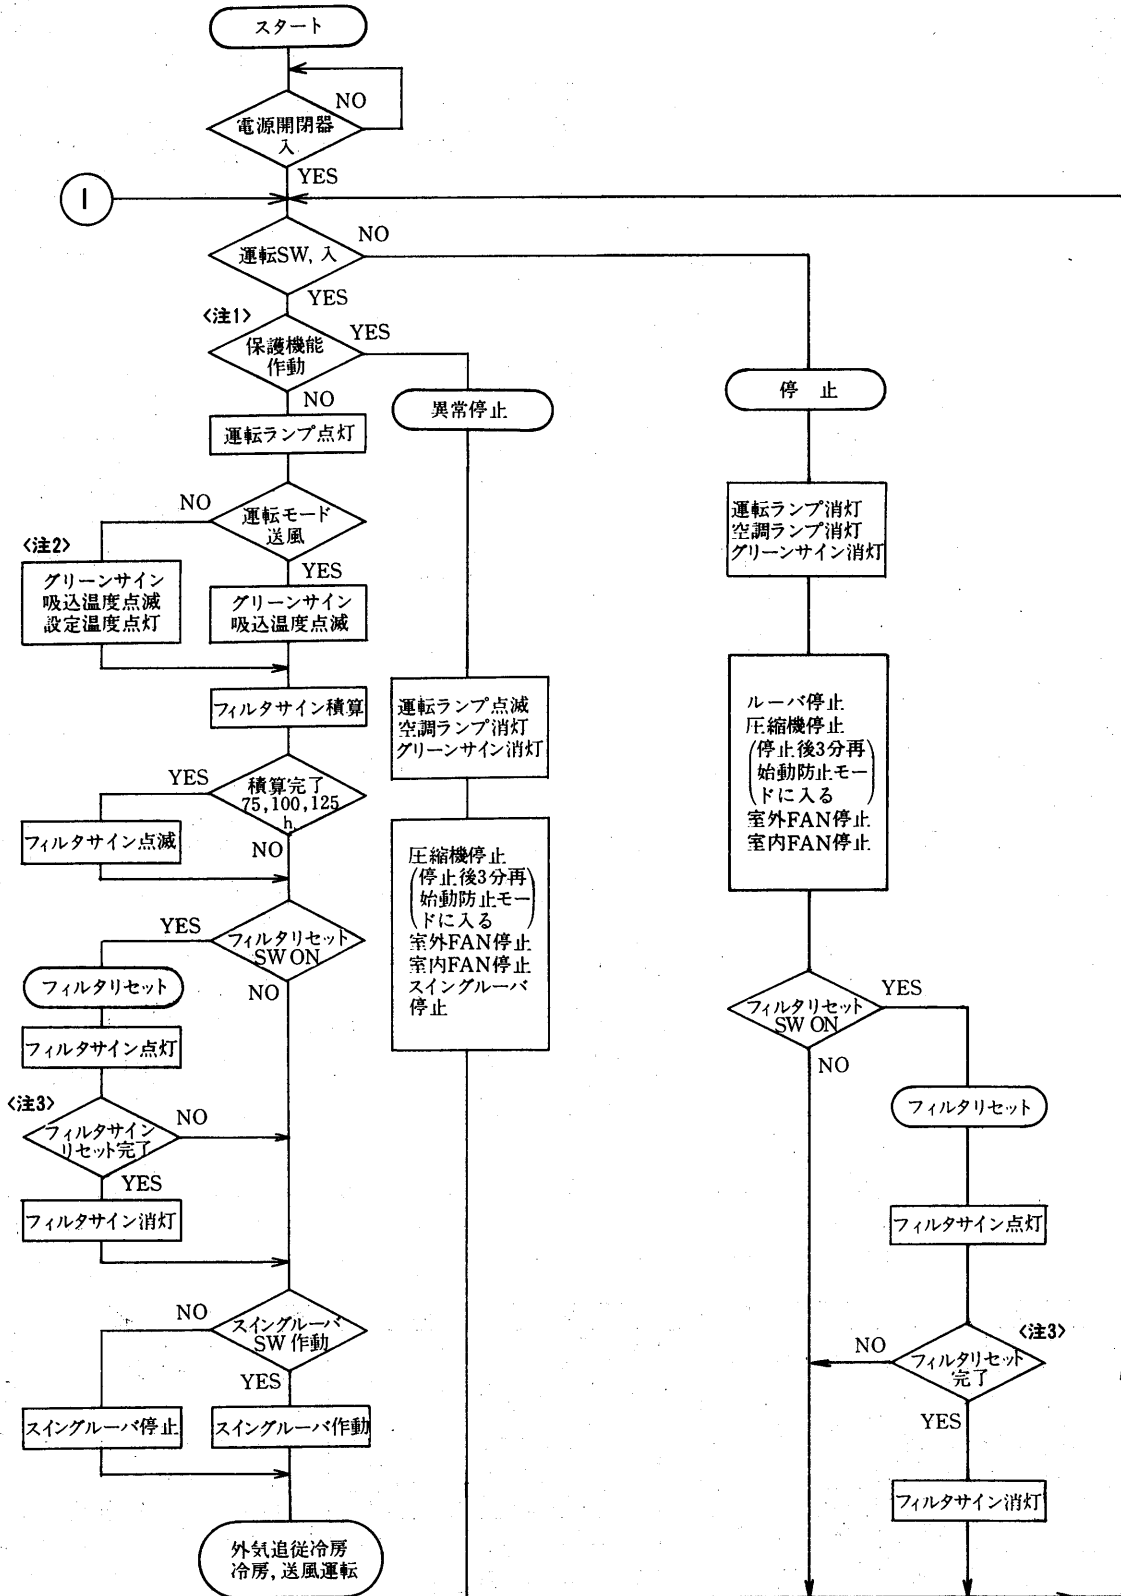 スタート
NO
電源開閉器
入
YES
I
運転SW, 入
NO
YES
〈注1〉
保護機能
作動
YES
NO
異常停止
停 止
運転ランプ点灯
NO
運転モード
送風
〈注2〉
YES
グリーンサイン
吸込温度点滅
設定温度点灯
グリーンサイン
吸込温度点滅
運転ランプ消灯
空調ランプ消灯
グリーンサイン消灯
フィルタサイン積算
運転ランプ点滅
空調ランプ消灯
グリーンサイン消灯
ルーバ停止
圧縮機停止
(停止後3分再
始動防止モー
ドに入る)
室外FAN停止
室内FAN停止
YES
積算完了
75,100,125
h
NO
フィルタサイン点滅
圧縮機停止
(停止後3分再
始動防止モー
ドに入る)
室外FAN停止
室内FAN停止
スイングルーバ
停止
YES
フィルタリセット
SW ON
NO
フィルタリセット
フィルタサイン点灯
〈注3〉
フィルタサイン
リセット完了
NO
YES
フィルタサイン消灯
フィルタリセット
SW ON
YES
NO
フィルタリセット
フィルタサイン点灯
〈注3〉
NO
フィルタリセット
完了
YES
フィルタサイン消灯
NO
スイングルーバ
SW 作動
YES
スイングルーバ停止
スイングルーバ作動
外気追従冷房
冷房, 送風運転